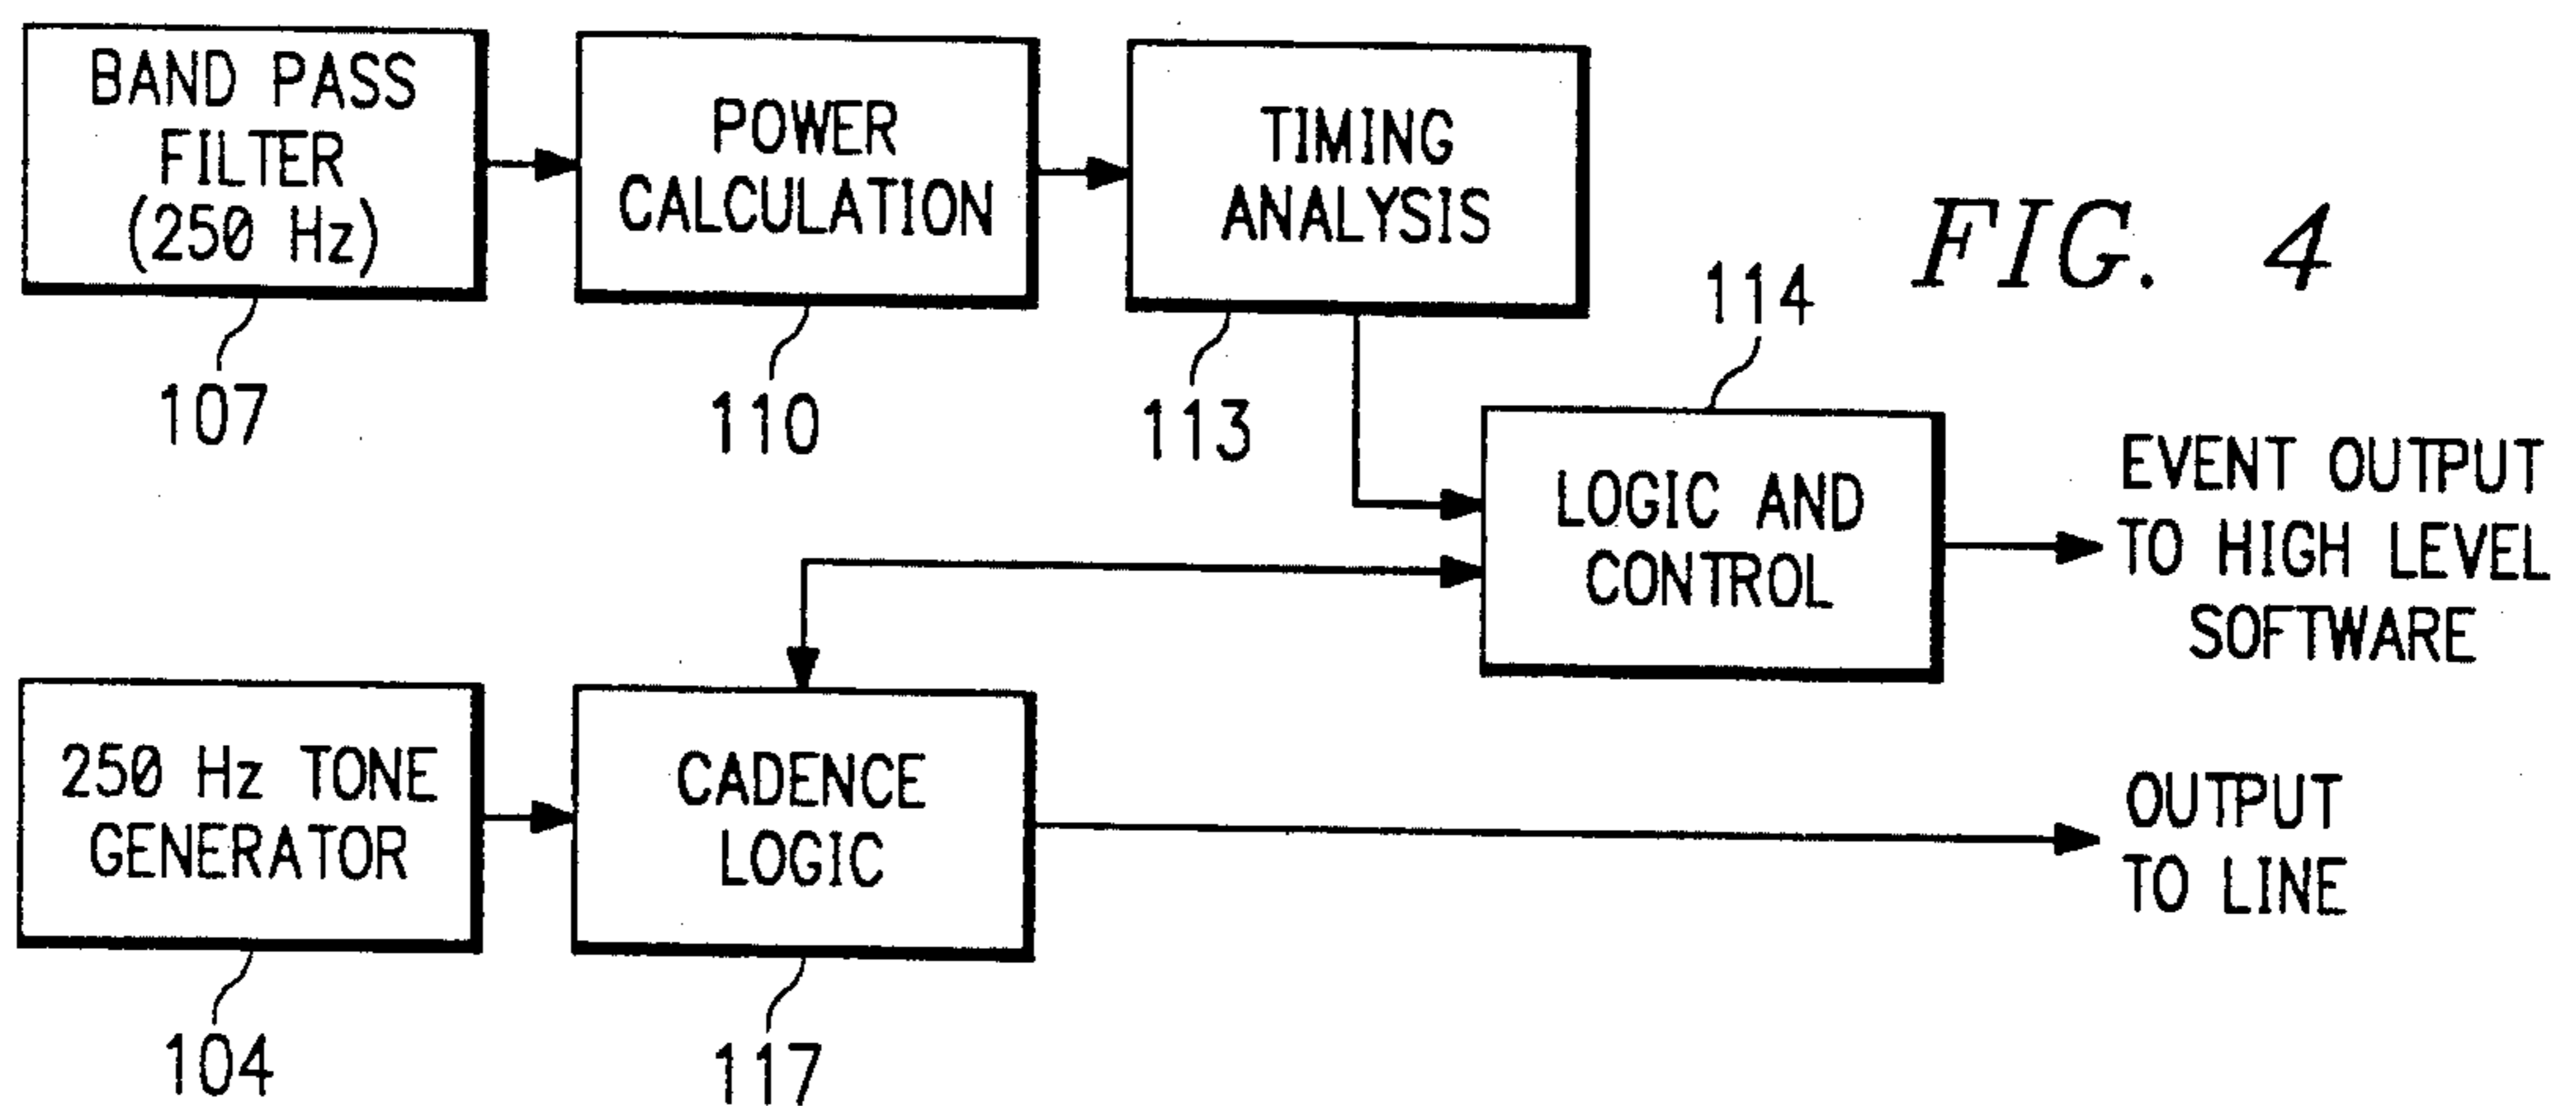 BAND PASS
FILTER
(250 Hz)
107
POWER
CALCULATION
110
TIMING
ANALYSIS
113
FIG. 4
114
LOGIC AND
CONTROL
EVENT OUTPUT
TO HIGH LEVEL
SOFTWARE
250 Hz TONE
GENERATOR
104
CADENCE
LOGIC
117
OUTPUT
TO LINE